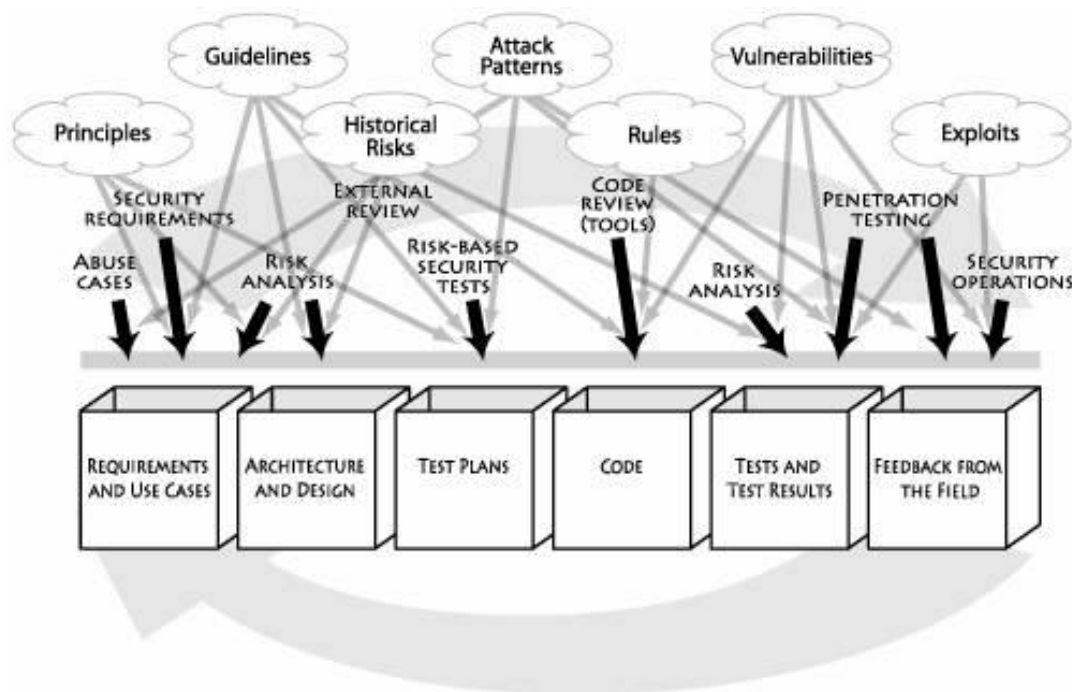 Guidelines
Attack
Patterns
Vulnerabilities
Principles
Historical
Risks
Rules
Exploits
SECURITY
REQUIREMENTS
EXTERNAL
REVIEW
CODE
REVIEW
(TOOLS)
PENETRATION
TESTING
ABUSE
CASES
RISK
ANALYSIS
RISK-BASED
SECURITY
TESTS
RISK
ANALYSIS
SECURITY
OPERATIONS
REQUIREMENTS
AND USE CASES
ARCHITECTURE
AND DESIGN
TEST PLANS
CODE
TESTS AND
TEST RESULTS
FEEDBACK FROM
THE FIELD